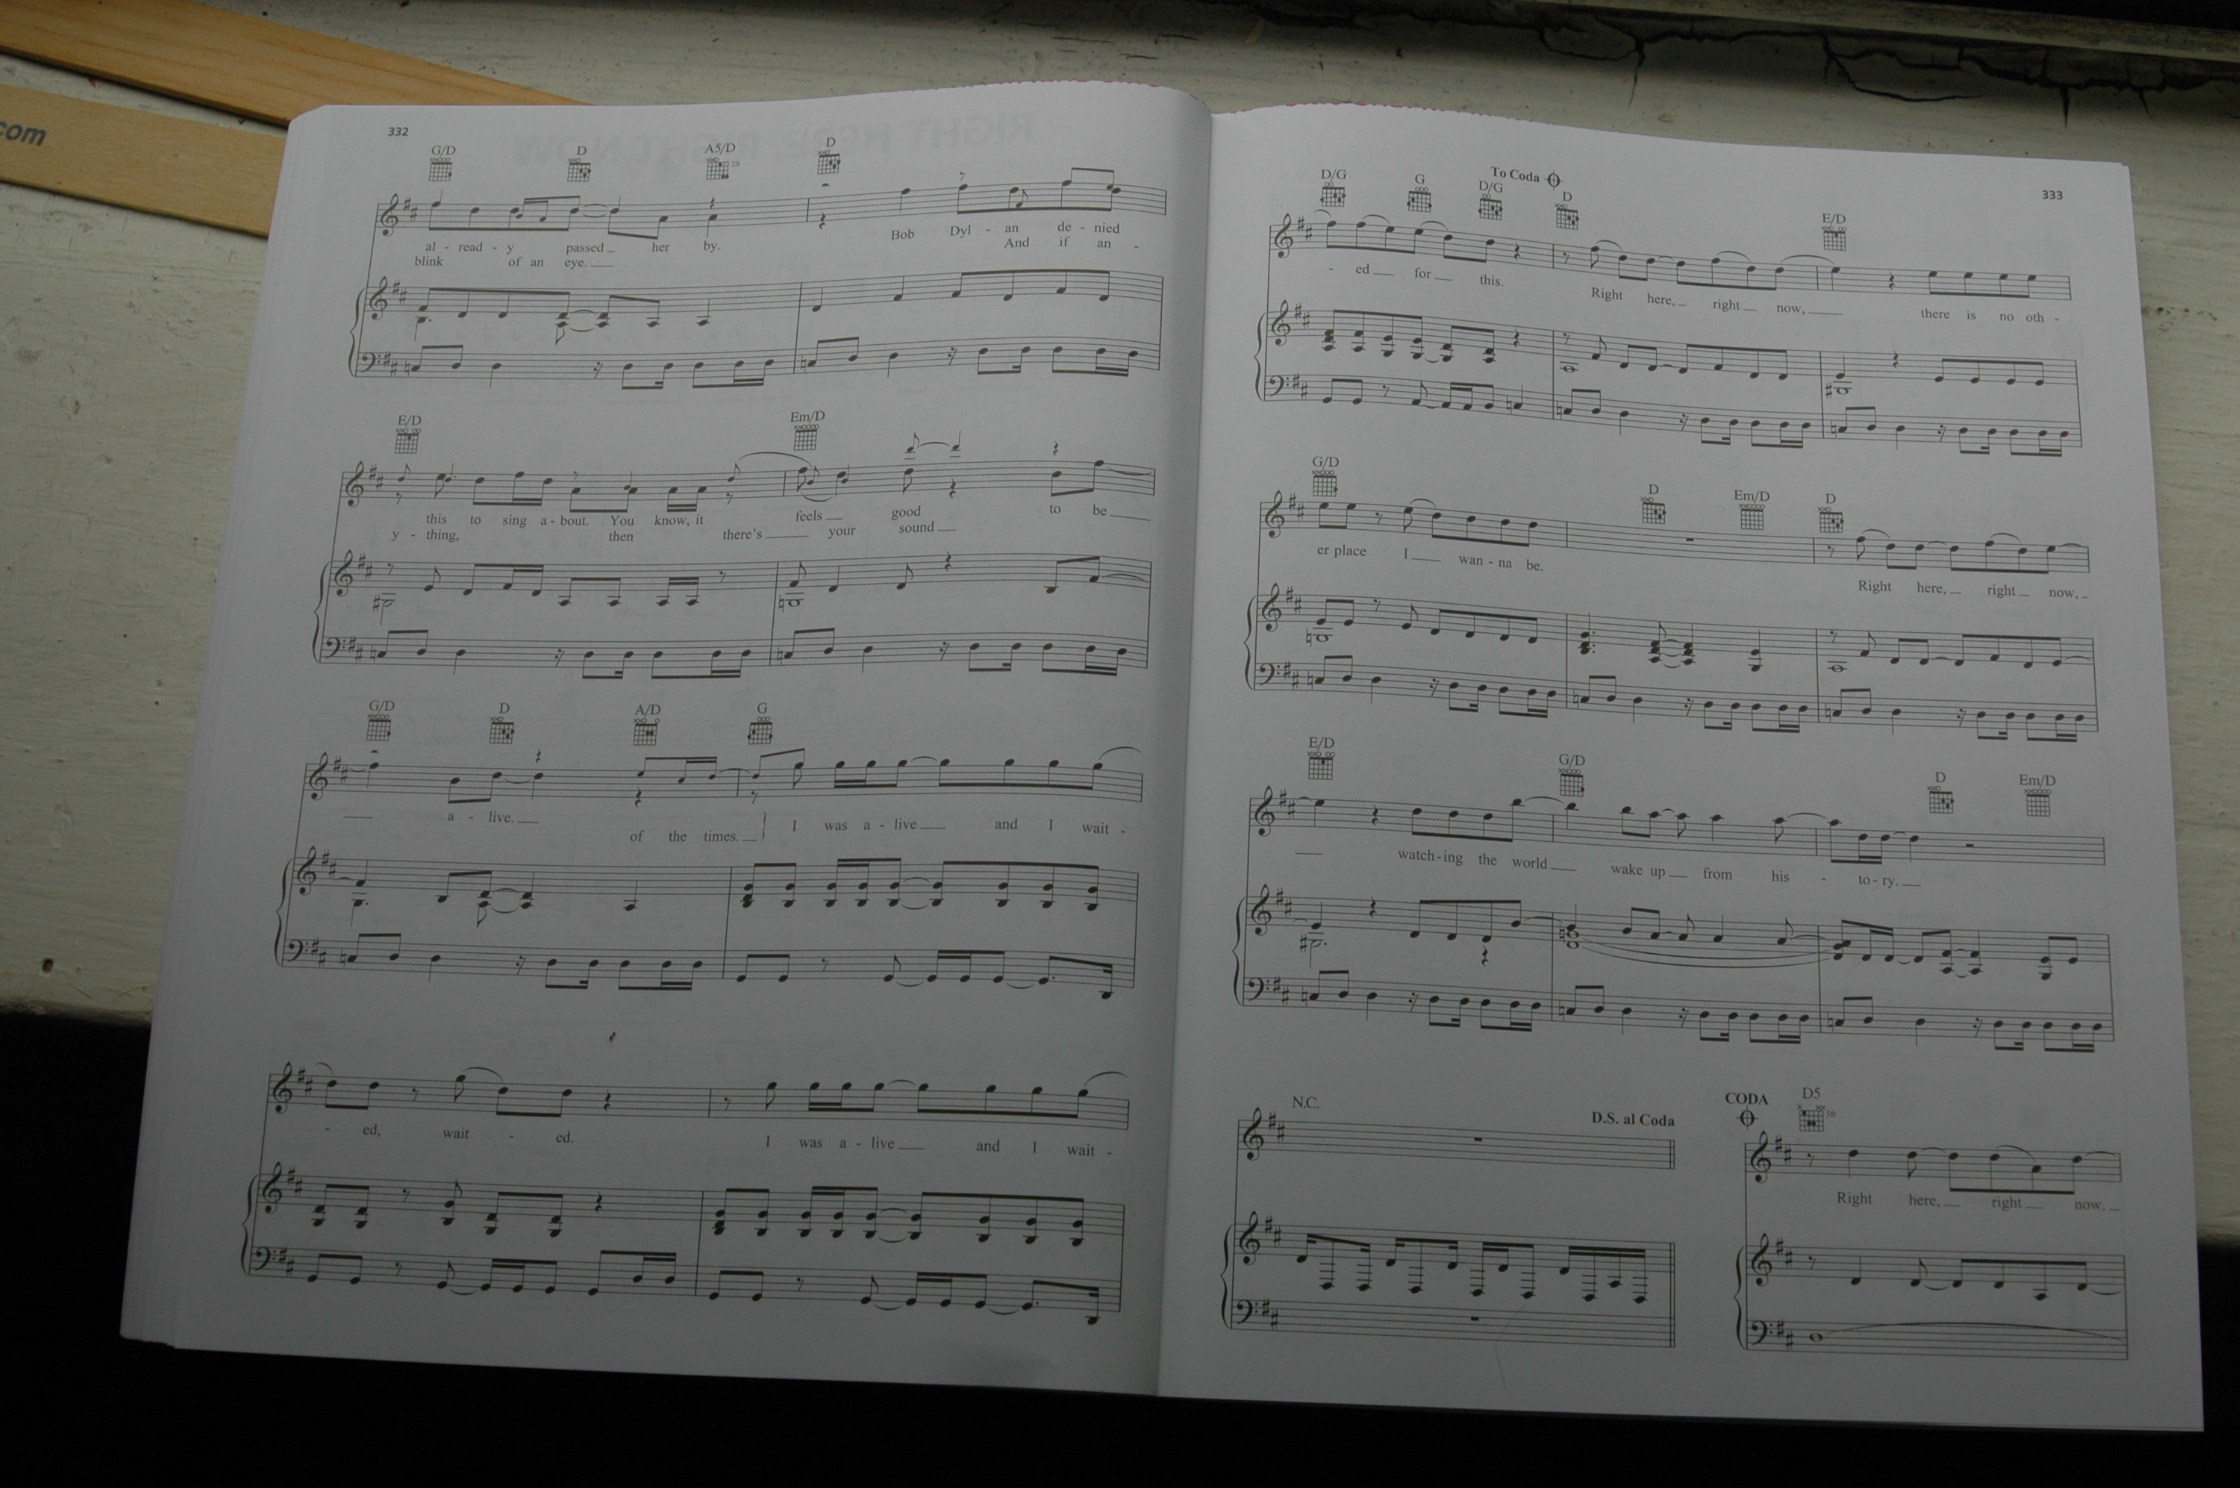 .com
332
RIGHT HERE, RIGHT NOW
G/D D A5/D D
al - read - y passed her by. Bob Dyl - an de - nied
blink of an eye. And if an -
E/D Em/D
this to sing a - bout. You know, it feels good to be
y - thing, then there's your sound
G/D D A/D G
a - live. of the times. I was a - live and I wait -
- ed, wait - ed. I was a - live and I wait -
333
To Coda
D/G G D/G D E/D
- ed for this. Right here, right now, there is no oth -
G/D D Em/D D
er place I wan - na be. Right here, right now,
E/D G/D D Em/D
watch - ing the world wake up from his - to - ry.
N.C. D.S. al Coda
CODA D5
Right here, right now.